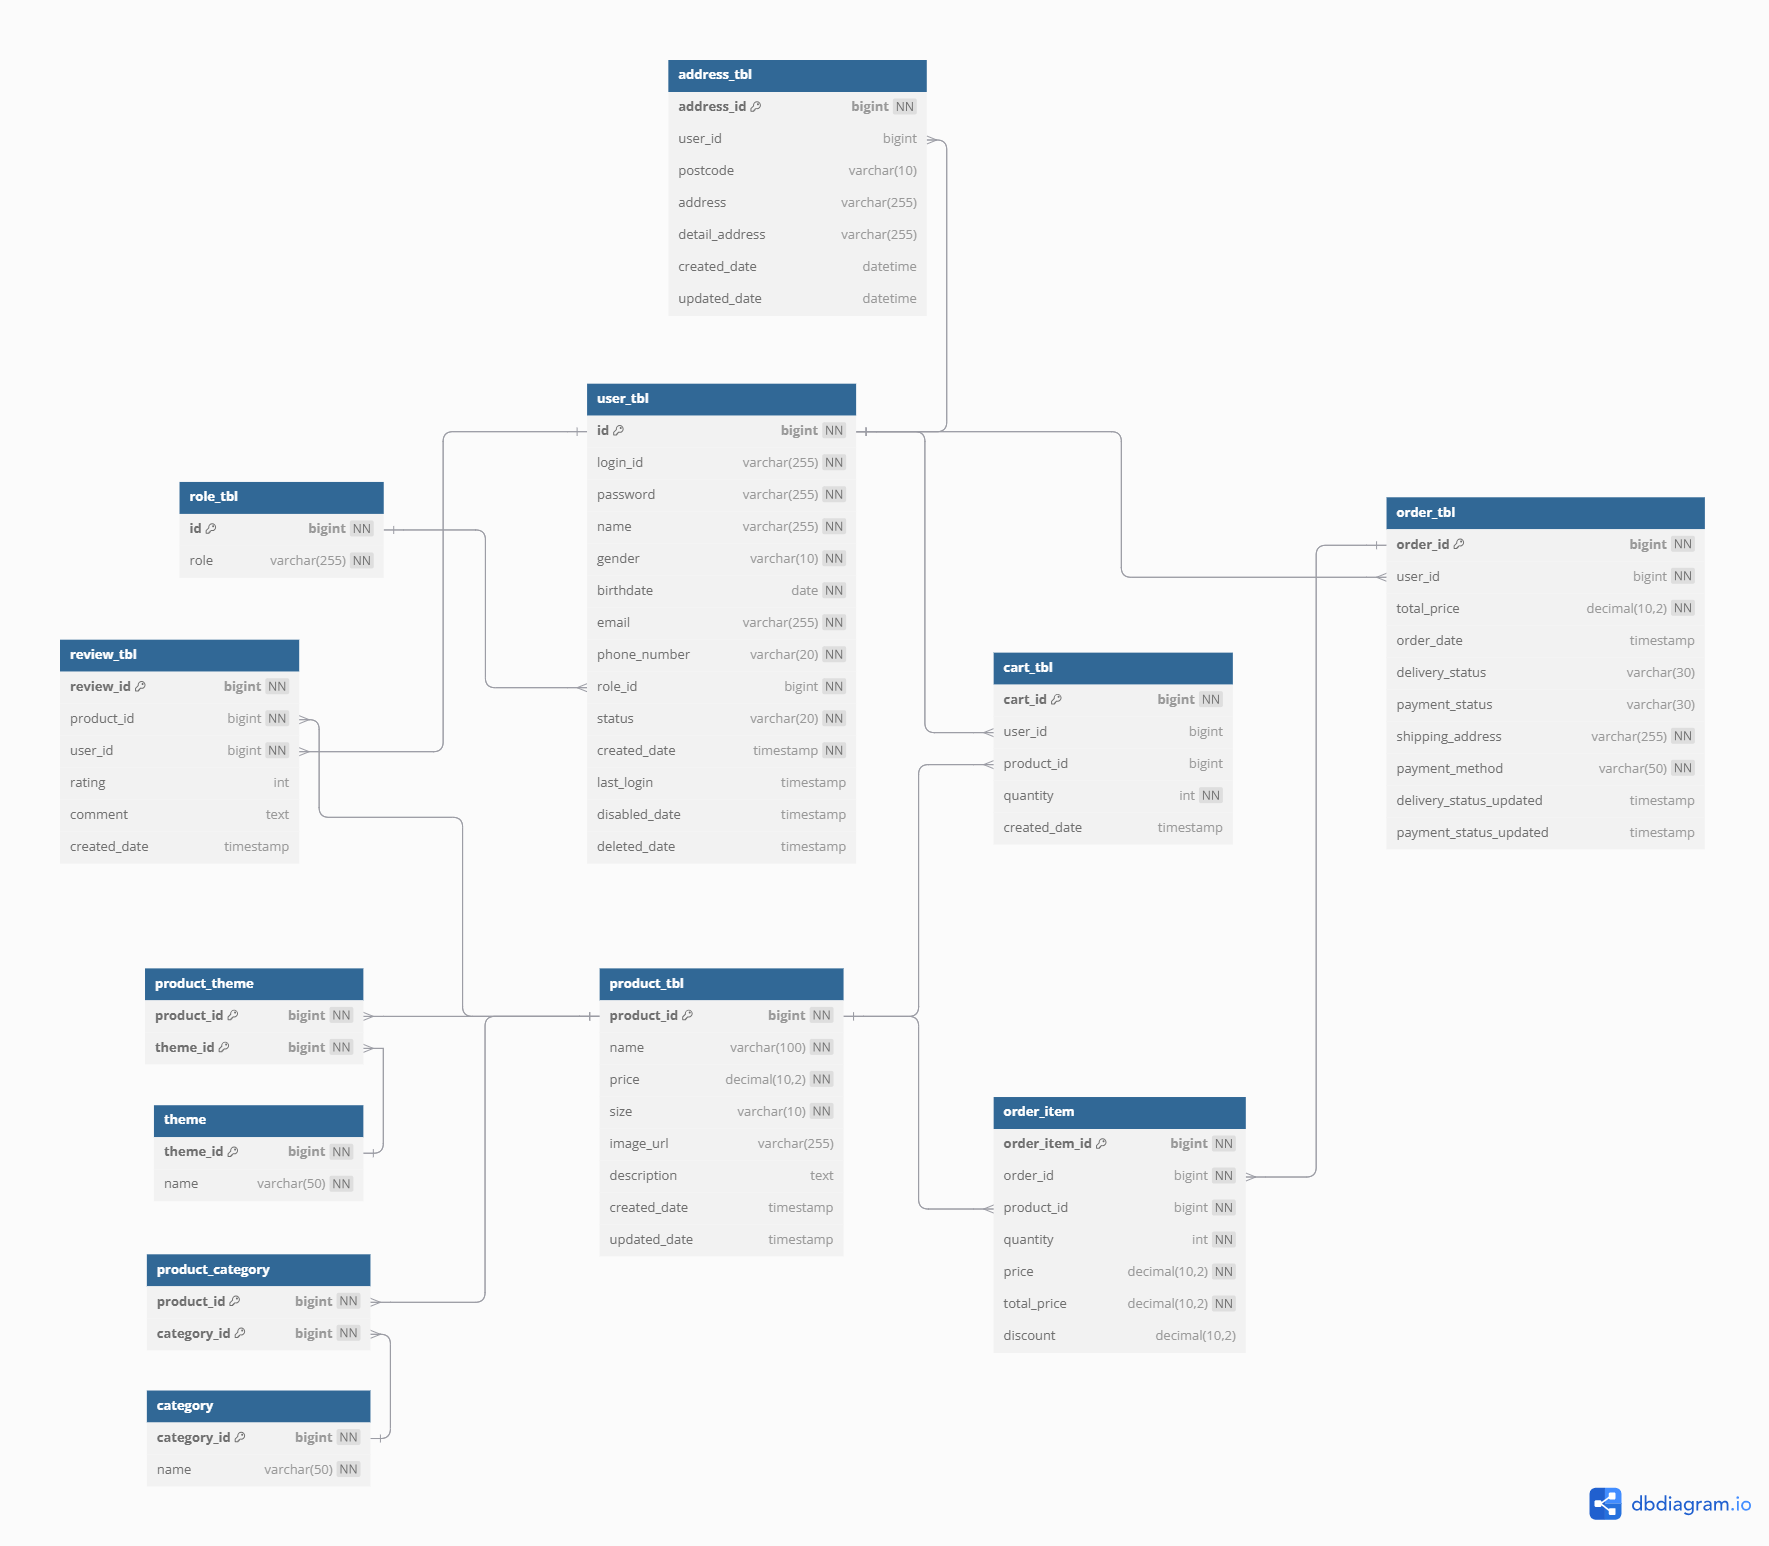 address_tbl
address_id bigint NN
user_id bigint
postcode varchar(10)
address varchar(255)
detail_address varchar(255)
created_date datetime
updated_date datetime
user_tbl
id bigint NN
login_id varchar(255) NN
password varchar(255) NN
name varchar(255) NN
gender varchar(10) NN
birthdate date NN
email varchar(255) NN
phone_number varchar(20) NN
role_id bigint NN
status varchar(20) NN
created_date timestamp NN
last_login timestamp
disabled_date timestamp
deleted_date timestamp
role_tbl
id bigint NN
role varchar(255) NN
review_tbl
review_id bigint NN
product_id bigint NN
user_id bigint NN
rating int
comment text
created_date timestamp
order_tbl
order_id bigint NN
user_id bigint NN
total_price decimal(10,2) NN
order_date timestamp
delivery_status varchar(30)
payment_status varchar(30)
shipping_address varchar(255) NN
payment_method varchar(50) NN
delivery_status_updated timestamp
payment_status_updated timestamp
cart_tbl
cart_id bigint NN
user_id bigint
product_id bigint
quantity int NN
created_date timestamp
product_theme
product_id bigint NN
theme_id bigint NN
theme
theme_id bigint NN
name varchar(50) NN
product_category
product_id bigint NN
category_id bigint NN
category
category_id bigint NN
name varchar(50) NN
product_tbl
product_id bigint NN
name varchar(100) NN
price decimal(10,2) NN
size varchar(10) NN
image_url varchar(255)
description text
created_date timestamp
updated_date timestamp
order_item
order_item_id bigint NN
order_id bigint NN
product_id bigint NN
quantity int NN
price decimal(10,2) NN
total_price decimal(10,2) NN
discount decimal(10,2)
dbdiagram.io